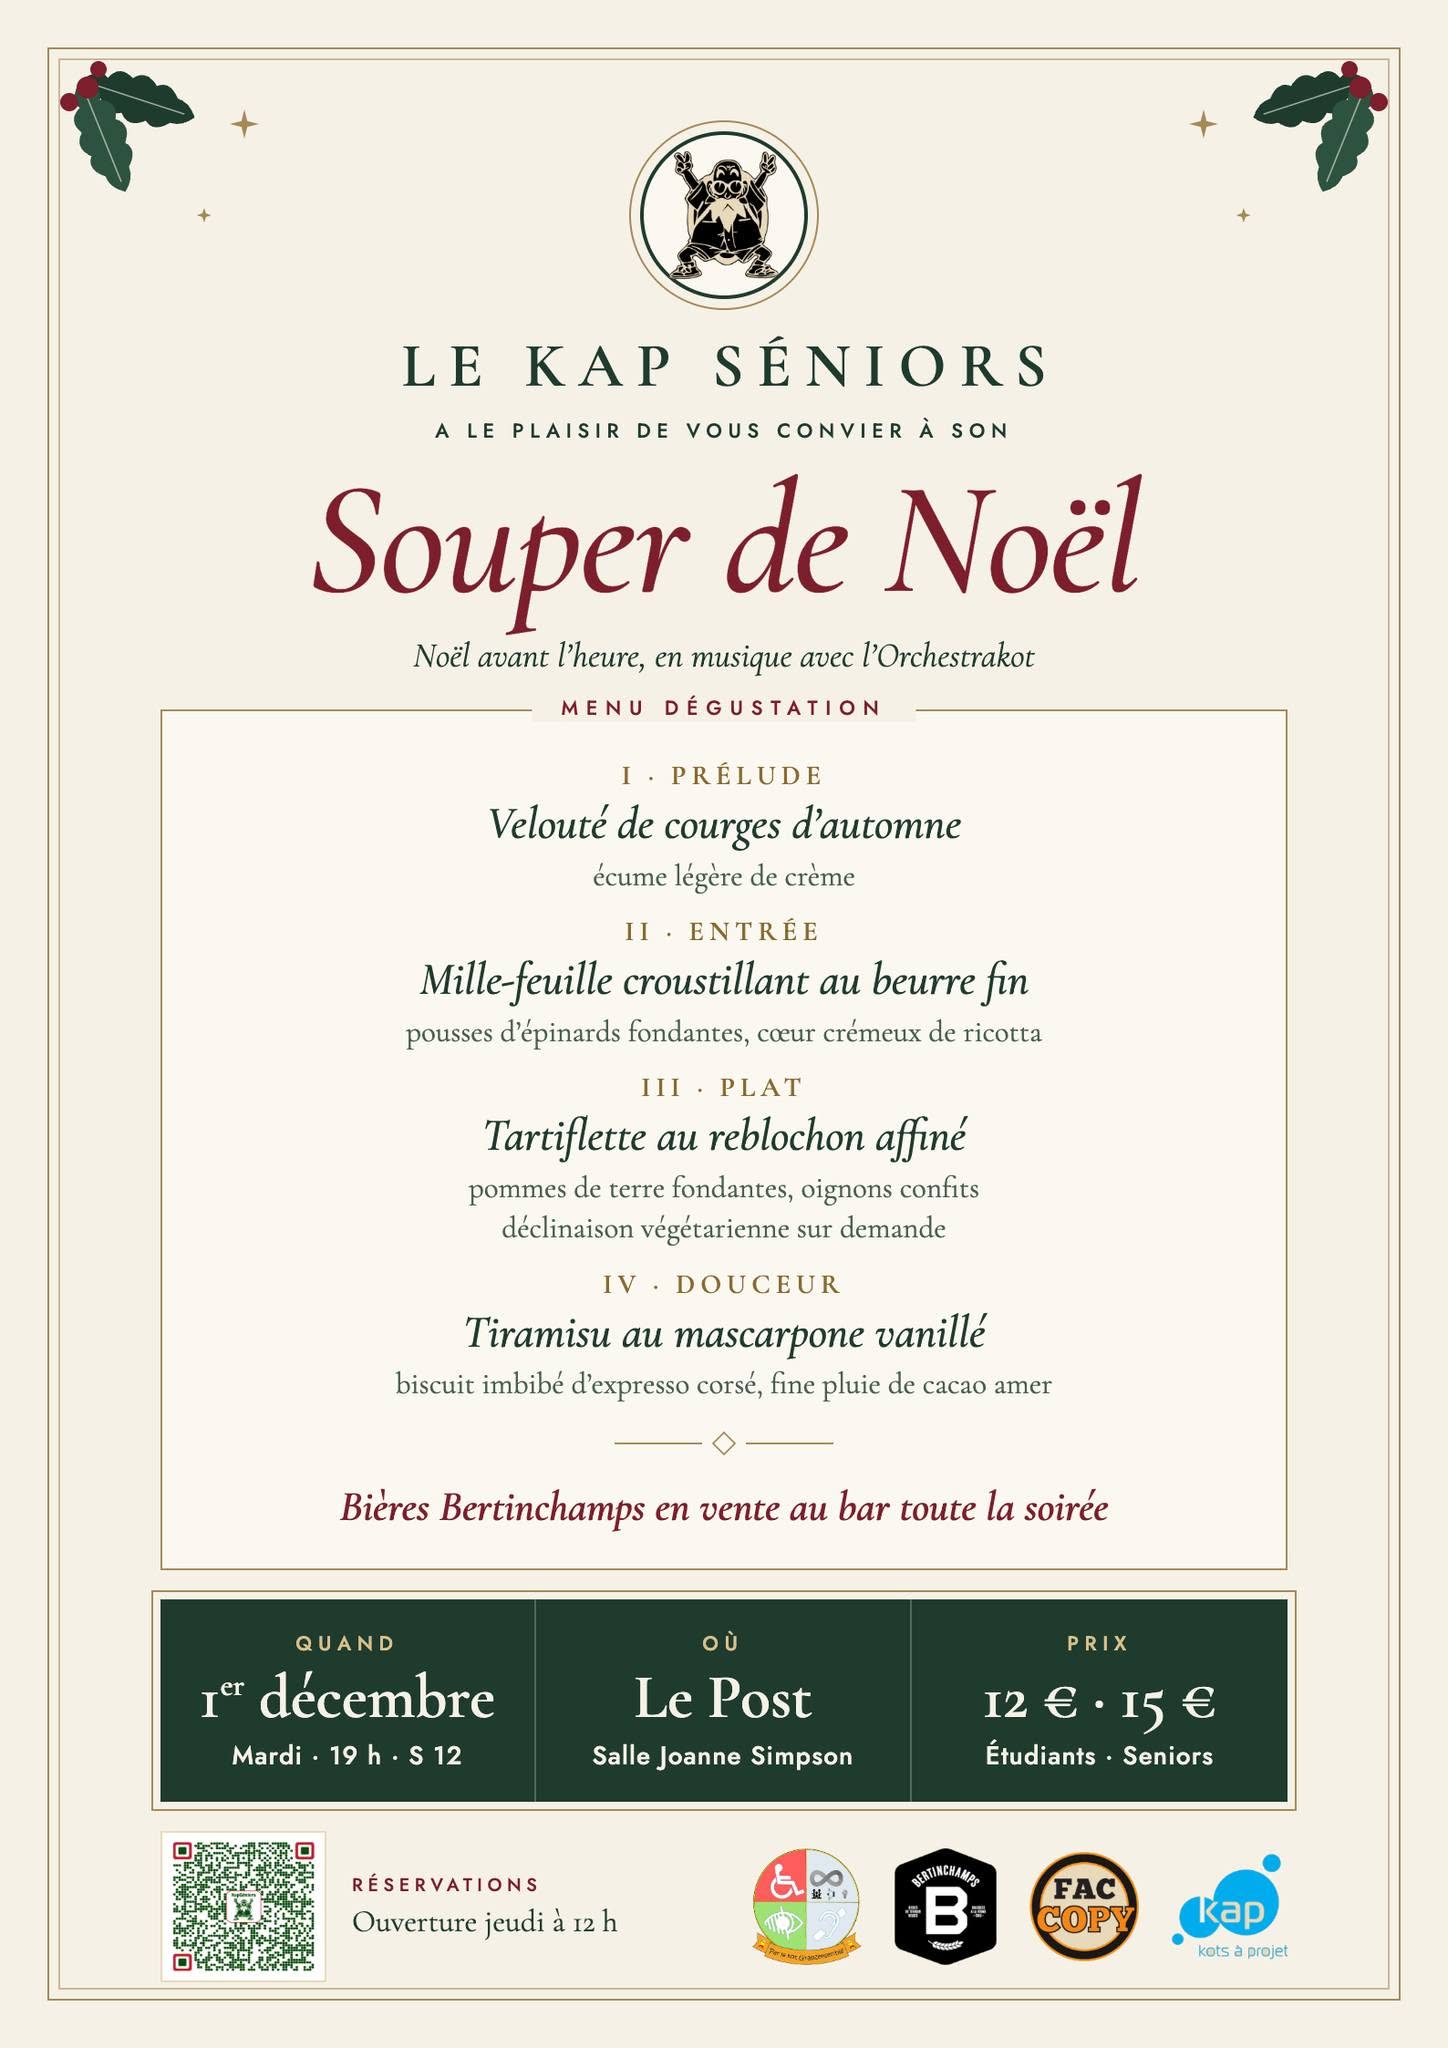 LE KAP SÉNIORS
A LE PLAISIR DE VOUS CONVIER À SON
Souper de Noël
Noël avant l’heure, en musique avec l’Orchestrakot
MENU DÉGUSTATION
I · PRÉLUDE
Velouté de courges d’automne
écume légère de crème
II · ENTRÉE
Mille-feuille croustillant au beurre fin
pousses d’épinards fondantes, cœur crémeux de ricotta
III · PLAT
Tartiflette au reblochon affiné
pommes de terre fondantes, oignons confits
déclinaison végétarienne sur demande
IV · DOUCEUR
Tiramisu au mascarpone vanillé
biscuit imbibé d’expresso corsé, fine pluie de cacao amer
Bières Bertinchamps en vente au bar toute la soirée
QUAND
1er décembre
Mardi · 19 h · S 12
OÙ
Le Post
Salle Joanne Simpson
PRIX
12 € · 15 €
Étudiants · Seniors
KapSéniors
RÉSERVATIONS
Ouverture jeudi à 12 h
BERTINCHAMPS
B
FAC
COPY
kap
kots à projet